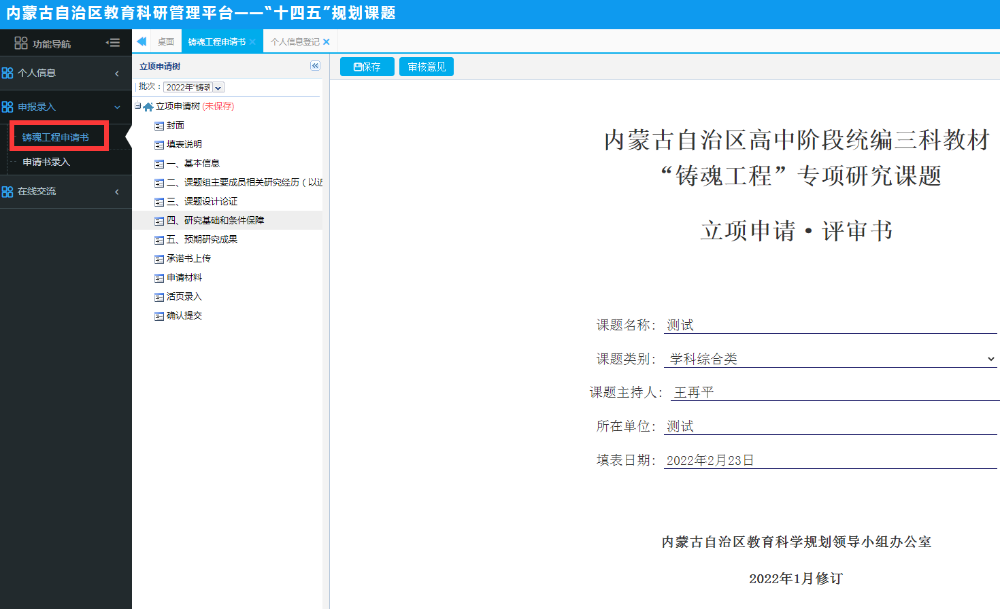 内蒙古自治区教育科研管理平台——“十四五”规划课题
功能导航
个人信息
申报录入
铸魂工程申请书
申请书录入
在线交流
桌面
铸魂工程申请书
个人信息登记
立项申请树
批次：
2022年“铸魂
立项申请树 (未保存)
封面
填表说明
一、基本信息
二、课题组主要成员相关研究经历（以近
三、课题设计论证
四、研究基础和条件保障
五、预期研究成果
承诺书上传
申请材料
活页录入
确认提交
保存
审核意见
内蒙古自治区高中阶段统编三科教材
“铸魂工程”专项研究课题
立项申请·评审书
课题名称： 测试
课题类别： 学科综合类
课题主持人： 王再平
所在单位： 测试
填表日期： 2022年2月23日
内蒙古自治区教育科学规划领导小组办公室
2022年1月修订